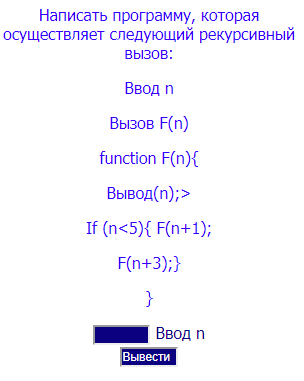 Написать программу, которая
осуществляет следующий рекурсивный
вызов:
Ввод n
Вызов F(n)
function F(n){
Вывод(n);>
If (n<5){ F(n+1);
F(n+3);}
}
Ввод n
Вывести